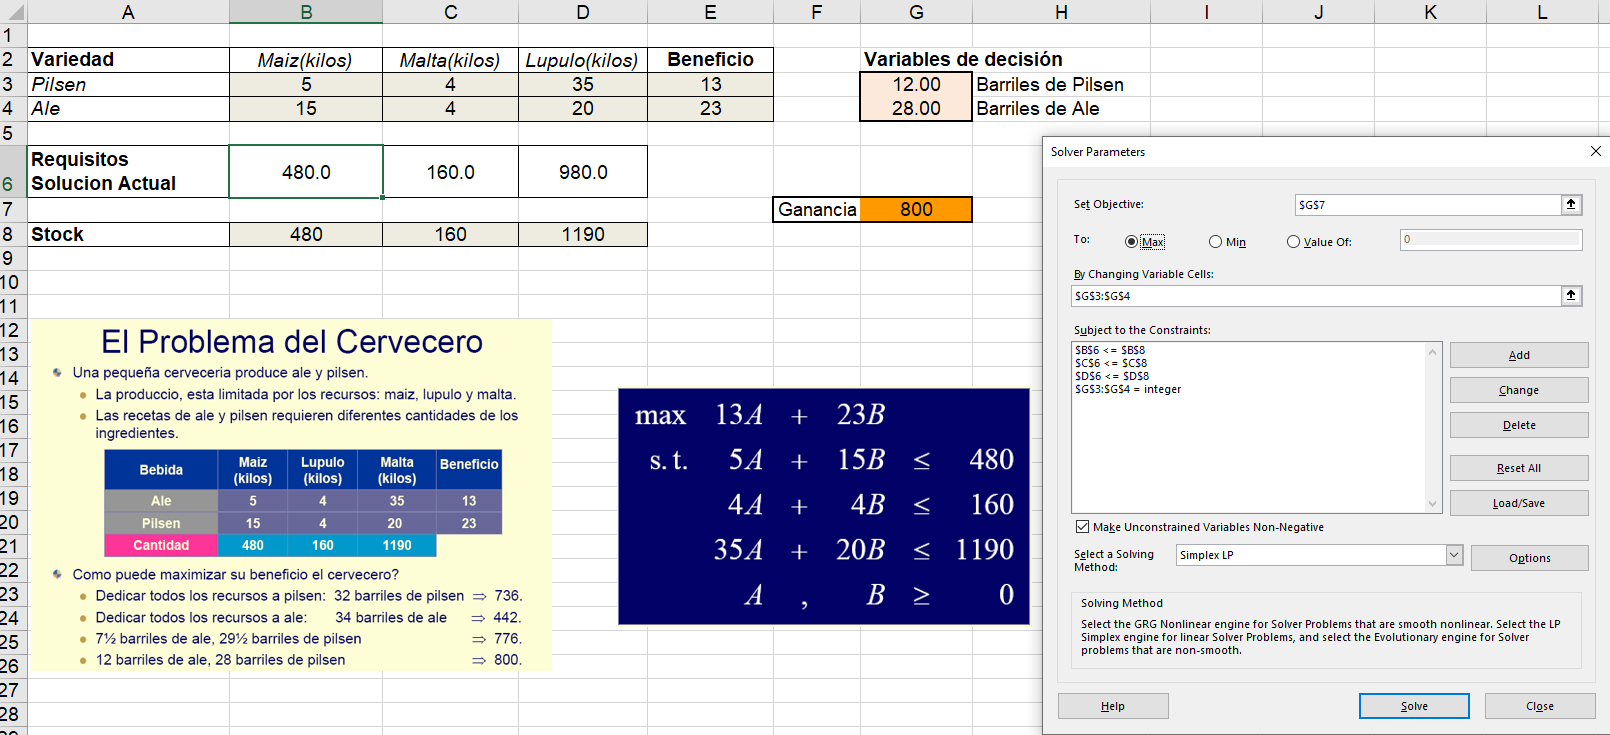 A B C D E F G H I J K L
1
2 Variedad Maiz(kilos) Malta(kilos) Lupulo(kilos) Beneficio Variables de decisión
3 Pilsen 5 4 35 13 12.00 Barriles de Pilsen
4 Ale 15 4 20 23 28.00 Barriles de Ale
5
Requisitos
6 Solucion Actual 480.0 160.0 980.0
7 Ganancia 800
8 Stock 480 160 1190
9
10
11
12
13
14
15
16
17
18
19
20
21
22
23
24
25
26
27
28
El Problema del Cervecero
Una pequeña cerveceria produce ale y pilsen.
La produccio, esta limitada por los recursos: maiz, lupulo y malta.
Las recetas de ale y pilsen requieren diferentes cantidades de los
ingredientes.
Bebida Maiz (kilos) Lupulo (kilos) Malta (kilos) Beneficio
Ale 5 4 35 13
Pilsen 15 4 20 23
Cantidad 480 160 1190
Como puede maximizar su beneficio el cervecero?
Dedicar todos los recursos a pilsen: 32 barriles de pilsen ⇒ 736.
Dedicar todos los recursos a ale: 34 barriles de ale ⇒ 442.
7½ barriles de ale, 29½ barriles de pilsen ⇒ 776.
12 barriles de ale, 28 barriles de pilsen ⇒ 800.
max 13A + 23B
s. t. 5A + 15B ≤ 480
4A + 4B ≤ 160
35A + 20B ≤ 1190
A , B ≥ 0
Solver Parameters
Set Objective: $G$7
To: Max Min Value Of: 0
By Changing Variable Cells:
$G$3:$G$4
Subject to the Constraints:
$B$6 <= $B$8
$C$6 <= $C$8
$D$6 <= $D$8
$G$3:$G$4 = integer
Add
Change
Delete
Reset All
Load/Save
Make Unconstrained Variables Non-Negative
Select a Solving
Method:
Simplex LP
Options
Solving Method
Select the GRG Nonlinear engine for Solver Problems that are smooth nonlinear. Select the LP
Simplex engine for linear Solver Problems, and select the Evolutionary engine for Solver
problems that are non-smooth.
Help Solve Close